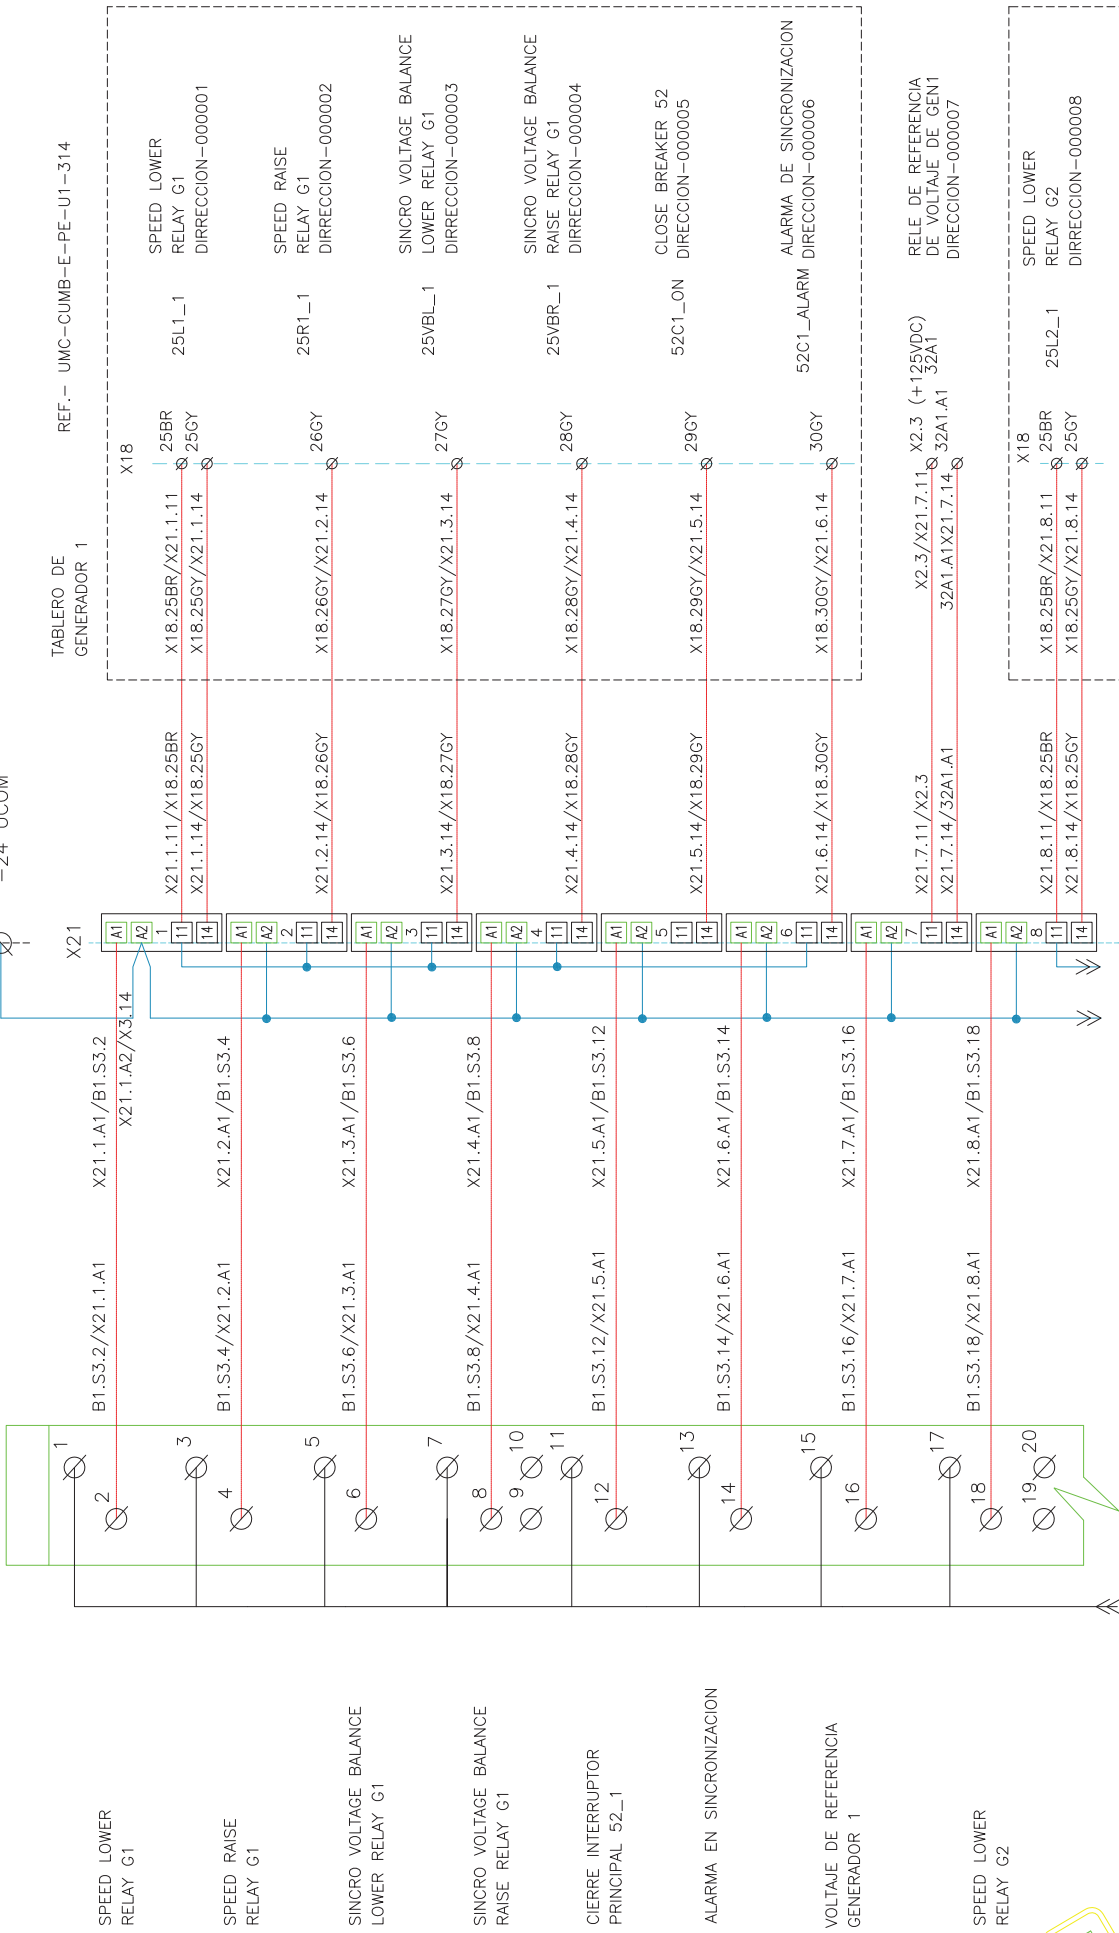 -24 UCOM
REF.- UMC-CUMB-E-PE-U1-314
TABLERO DE
GENERADOR 1
X21
X18
SPEED LOWER
RELAY G1
B1.S3.2/X21.1.A1
X21.1.A1/B1.S3.2
X21.1.A2/X3.14
1
2
A1
A2
1
11
14
X21.1.11/X18.25BR
X21.1.14/X18.25GY
X18.25BR/X21.1.11
X18.25GY/X21.1.14
25BR
25GY
25L1_1
SPEED LOWER
RELAY G1
DIRRECCION-000001
SPEED RAISE
RELAY G1
3
4
B1.S3.4/X21.2.A1
X21.2.A1/B1.S3.4
A1
A2
2
11
14
X21.2.14/X18.26GY
X18.26GY/X21.2.14
26GY
25R1_1
SPEED RAISE
RELAY G1
DIRRECCION-000002
SINCRO VOLTAGE BALANCE
LOWER RELAY G1
5
6
B1.S3.6/X21.3.A1
X21.3.A1/B1.S3.6
A1
A2
3
11
14
X21.3.14/X18.27GY
X18.27GY/X21.3.14
27GY
25VBL_1
SINCRO VOLTAGE BALANCE
LOWER RELAY G1
DIRRECCION-000003
SINCRO VOLTAGE BALANCE
RAISE RELAY G1
7
8
9
10
B1.S3.8/X21.4.A1
X21.4.A1/B1.S3.8
A1
A2
4
11
14
X21.4.14/X18.28GY
X18.28GY/X21.4.14
28GY
25VBR_1
SINCRO VOLTAGE BALANCE
RAISE RELAY G1
DIRRECCION-000004
CIERRE INTERRUPTOR
PRINCIPAL 52_1
11
12
B1.S3.12/X21.5.A1
X21.5.A1/B1.S3.12
A1
A2
5
11
14
X21.5.14/X18.29GY
X18.29GY/X21.5.14
29GY
52C1_ON
CLOSE BREAKER 52
DIRECCION-000005
ALARMA EN SINCRONIZACION
13
14
B1.S3.14/X21.6.A1
X21.6.A1/B1.S3.14
A1
A2
6
11
14
X21.6.14/X18.30GY
X18.30GY/X21.6.14
30GY
52C1_ALARM
ALARMA DE SINCRONIZACION
DIRECCION-000006
VOLTAJE DE REFERENCIA
GENERADOR 1
15
16
B1.S3.16/X21.7.A1
X21.7.A1/B1.S3.16
A1
A2
7
11
14
X21.7.11/X2.3
X21.7.14/32A1.A1
X2.3/X21.7.11
32A1.A1X21.7.14
X2.3 (+125VDC)
32A1.A1
32A1
RELE DE REFERENCIA
DE VOLTAJE DE GEN1
DIRECCION-000007
SPEED LOWER
RELAY G2
17
18
19
20
B1.S3.18/X21.8.A1
X21.8.A1/B1.S3.18
A1
A2
8
11
14
X21.8.11/X18.25BR
X21.8.14/X18.25GY
X18.25BR/X21.8.11
X18.25GY/X21.8.14
X18
25BR
25GY
25L2_1
SPEED LOWER
RELAY G2
DIRRECCION-000008